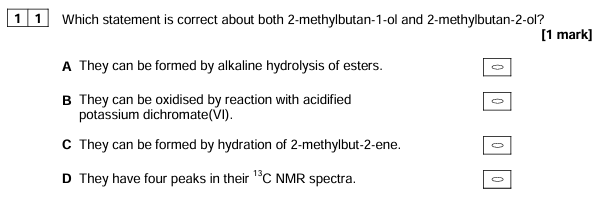 1 1 Which statement is correct about both 2-methylbutan-1-ol and 2-methylbutan-2-ol?
[1 mark]
A They can be formed by alkaline hydrolysis of esters.
B They can be oxidised by reaction with acidified
potassium dichromate(VI).
C They can be formed by hydration of 2-methylbut-2-ene.
D They have four peaks in their ¹³C NMR spectra.